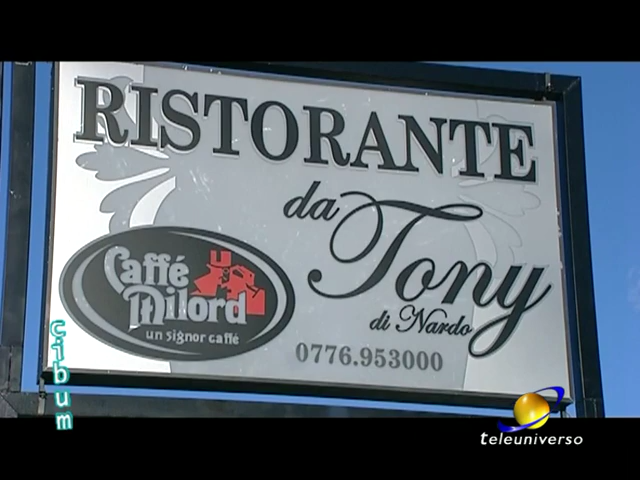 RISTORANTE
da Tony
di Nardo
Caffé
Milord
un signor caffé
0776.953000
cibum
teleuniverso